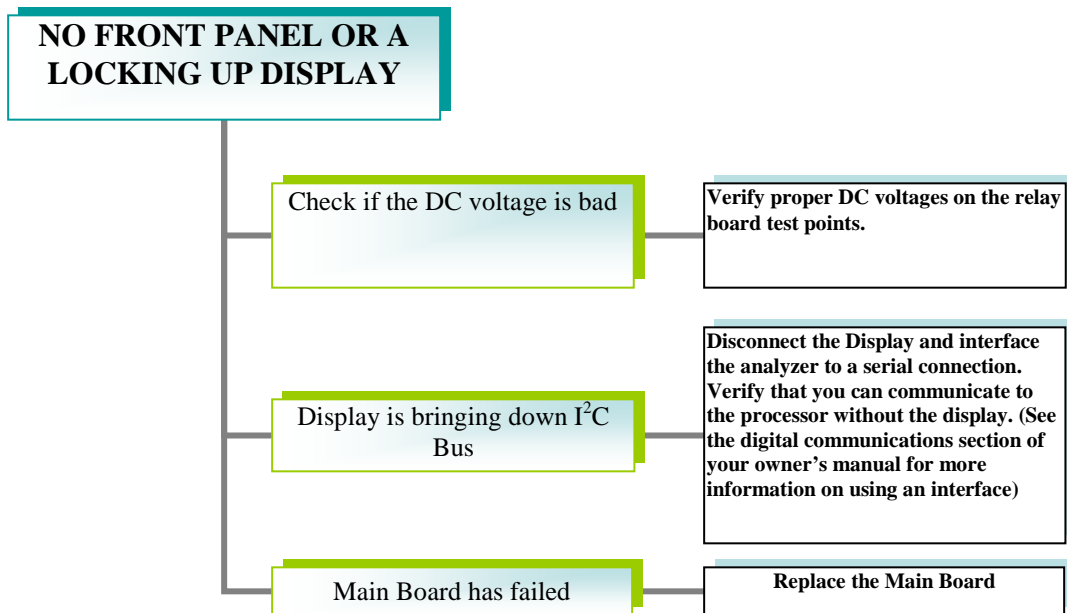 NO FRONT PANEL OR A
LOCKING UP DISPLAY
Check if the DC voltage is bad
Verify proper DC voltages on the relay
board test points.
Display is bringing down I²C
Bus
Disconnect the Display and interface
the analyzer to a serial connection.
Verify that you can communicate to
the processor without the display. (See
the digital communications section of
your owner’s manual for more
information on using an interface)
Main Board has failed
Replace the Main Board